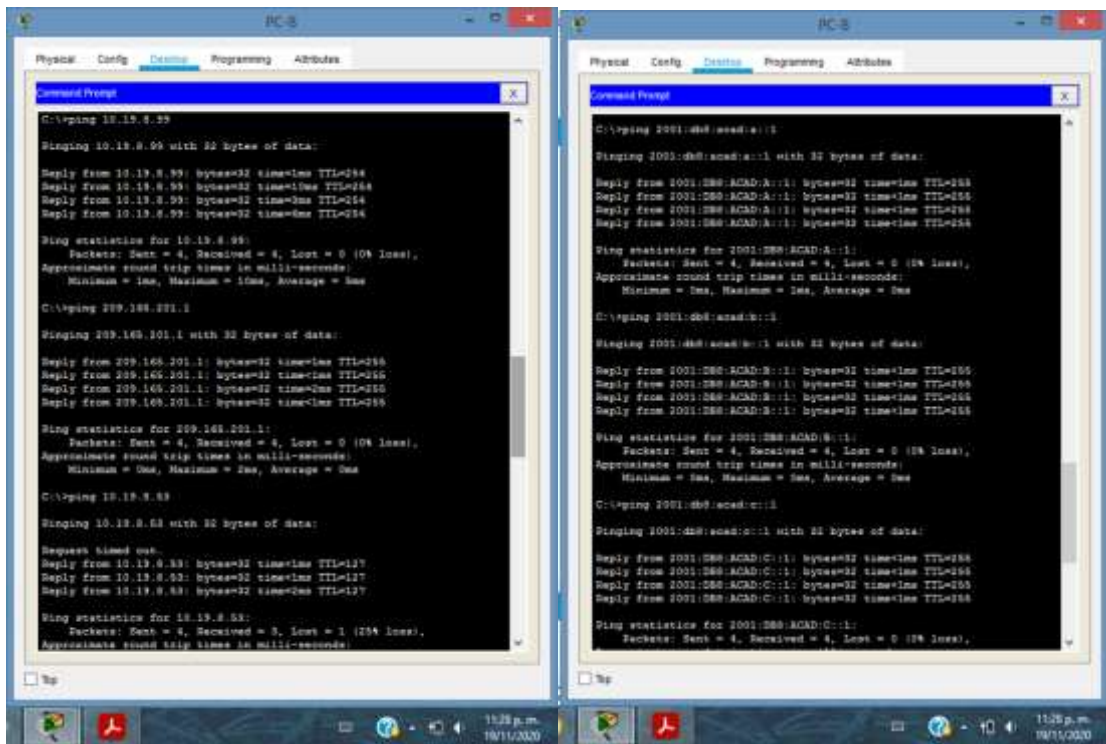 PC-B
Physical Config Desktop Programming Attributes
Command Prompt X
C:\>ping 10.19.8.99
Pinging 10.19.8.99 with 32 bytes of data:
Reply from 10.19.8.99: bytes=32 time=1ms TTL=254
Reply from 10.19.8.99: bytes=32 time=10ms TTL=254
Reply from 10.19.8.99: bytes=32 TTL=254
Reply from 10.19.8.99: bytes=32 TTL=254
Ping statistics for 10.19.8.99:
Packets: Sent = 4, Received = 4, Lost = 0 (0% loss),
Approximate round trip times in milli-seconds:
Minimum = 1ms, Maximum = 10ms, Average = 5ms
C:\>ping 209.165.201.1
Pinging 209.165.201.1 with 32 bytes of data:
Reply from 209.165.201.1: bytes=32 time=1ms TTL=255
Reply from 209.165.201.1: bytes=32 time<1ms TTL=255
Reply from 209.165.201.1: bytes=32 time=2ms TTL=255
Reply from 209.165.201.1: bytes=32 time<1ms TTL=255
Ping statistics for 209.165.201.1:
Packets: Sent = 4, Received = 4, Lost = 0 (0% loss),
Approximate round trip times in milli-seconds:
Minimum = 0ms, Maximum = 2ms, Average = 0ms
C:\>ping 10.19.8.53
Pinging 10.19.8.53 with 32 bytes of data:
Request timed out.
Reply from 10.19.8.53: bytes=32 time<1ms TTL=127
Reply from 10.19.8.53: bytes=32 time<1ms TTL=127
Reply from 10.19.8.53: bytes=32 time=2ms TTL=127
Ping statistics for 10.19.8.53:
Packets: Sent = 4, Received = 3, Lost = 1 (25% loss),
Approximate round trip times in milli-seconds:
Top
11:28 p. m.
19/11/2020
PC-B
Physical Config Desktop Programming Attributes
Command Prompt X
C:\>ping 2001:db8:acad:a::1
Pinging 2001:db8:acad:a::1 with 32 bytes of data:
Reply from 2001:DB8:ACAD:A::1: bytes=32 time=1ms TTL=255
Reply from 2001:DB8:ACAD:A::1: bytes=32 time<1ms TTL=255
Reply from 2001:DB8:ACAD:A::1: bytes=32 time<1ms TTL=255
Reply from 2001:DB8:ACAD:A::1: bytes=32 time<1ms TTL=255
Ping statistics for 2001:DB8:ACAD:A::1:
Packets: Sent = 4, Received = 4, Lost = 0 (0% loss),
Approximate round trip times in milli-seconds:
Minimum = 0ms, Maximum = 1ms, Average = 0ms
C:\>ping 2001:db8:acad:b::1
Pinging 2001:db8:acad:b::1 with 32 bytes of data:
Reply from 2001:DB8:ACAD:B::1: bytes=32 time<1ms TTL=255
Reply from 2001:DB8:ACAD:B::1: bytes=32 time<1ms TTL=255
Reply from 2001:DB8:ACAD:B::1: bytes=32 time<1ms TTL=255
Reply from 2001:DB8:ACAD:B::1: bytes=32 time<1ms TTL=255
Ping statistics for 2001:DB8:ACAD:B::1:
Packets: Sent = 4, Received = 4, Lost = 0 (0% loss),
Approximate round trip times in milli-seconds:
Minimum = 0ms, Maximum = 0ms, Average = 0ms
C:\>ping 2001:db8:acad:c::1
Pinging 2001:db8:acad:c::1 with 32 bytes of data:
Reply from 2001:DB8:ACAD:C::1: bytes=32 time<1ms TTL=255
Reply from 2001:DB8:ACAD:C::1: bytes=32 time<1ms TTL=255
Reply from 2001:DB8:ACAD:C::1: bytes=32 time<1ms TTL=255
Reply from 2001:DB8:ACAD:C::1: bytes=32 time<1ms TTL=255
Ping statistics for 2001:DB8:ACAD:C::1:
Packets: Sent = 4, Received = 4, Lost = 0 (0% loss),
Top
11:28 p. m.
19/11/2020